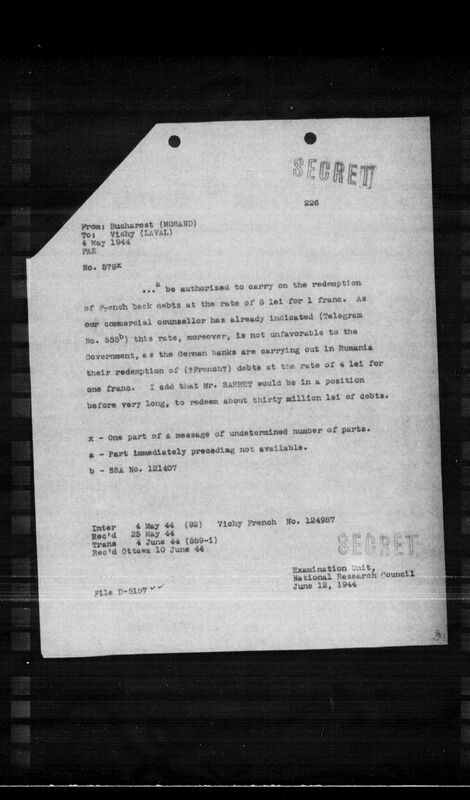 SECRET
226
From: Bucharest (MORAND)
To: Vichy (LAVAL)
4 May 1944
FAE
No. 579x
...a be authorized to carry on the redemption
of French back debts at the rate of 5 lei for 1 franc. As
our commercial counsellor has already indicated (Telegram
No. 535b) this rate, moreover, is not unfavorable to the
Government, as the German banks are carrying out in Rumania
their redemption of (?French?) debts at the rate of 4 lei for
one franc. I add that Mr. SARRET would be in a position
before very long, to redeem about thirty million lei of debts.
x - One part of a message of undetermined number of parts.
a - Part immediately preceding not available.
b - SSA No. 121407
Inter 4 May 44 (92) Vichy French No. 124987
Rec'd 25 May 44
Trans 4 June 44 (559-i)
Rec'd Ottawa 10 June 44
SECRET
Examination Unit,
National Research Council
June 12, 1944
File D-5157